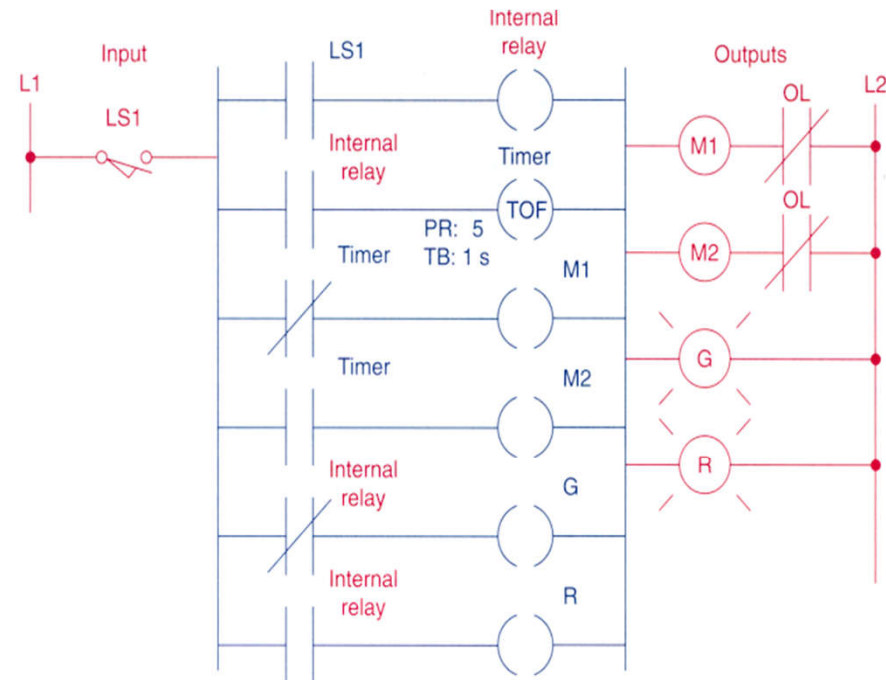 Internal
relay
Input
LS1
Outputs
L1
OL
L2
LS1
M1
Internal
relay
Timer
TOF
OL
PR: 5
TB: 1 s
Timer
M1
M2
G
Timer
M2
R
Internal
relay
G
Internal
relay
R